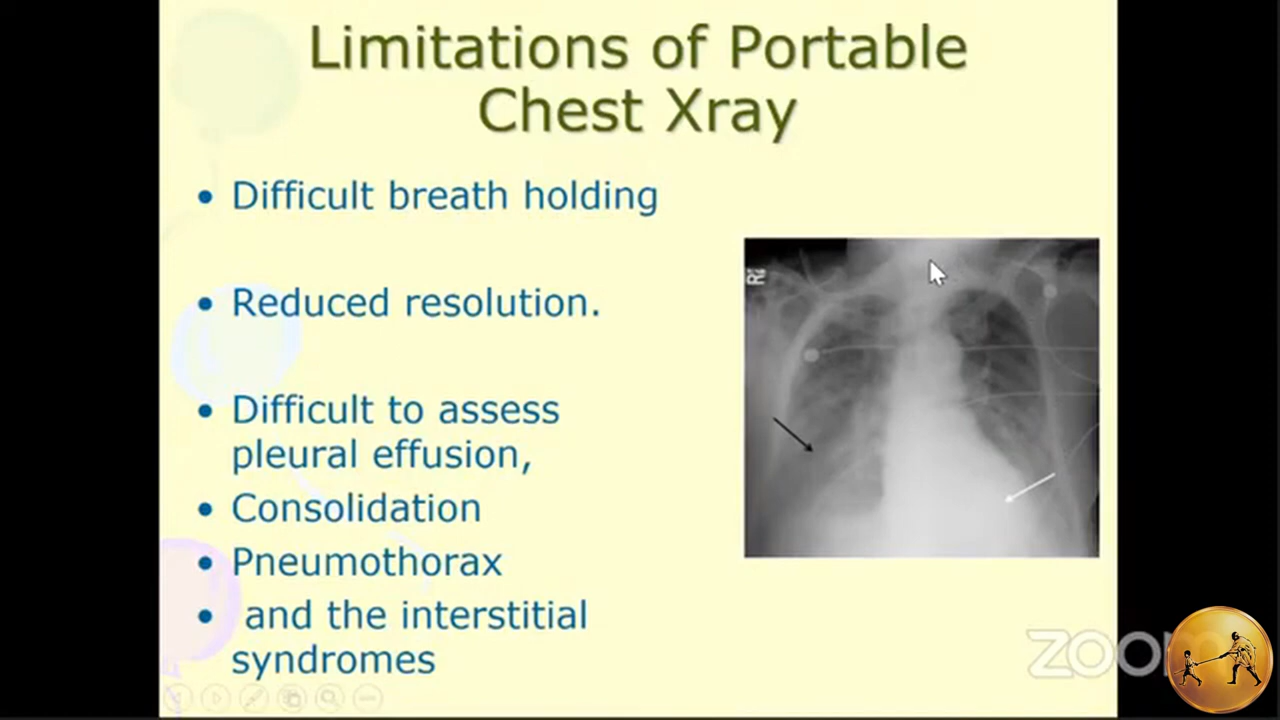 Limitations of Portable
Chest Xray
• Difficult breath holding
• Reduced resolution.
• Difficult to assess
pleural effusion,
• Consolidation
• Pneumothorax
• and the interstitial
syndromes
zoom